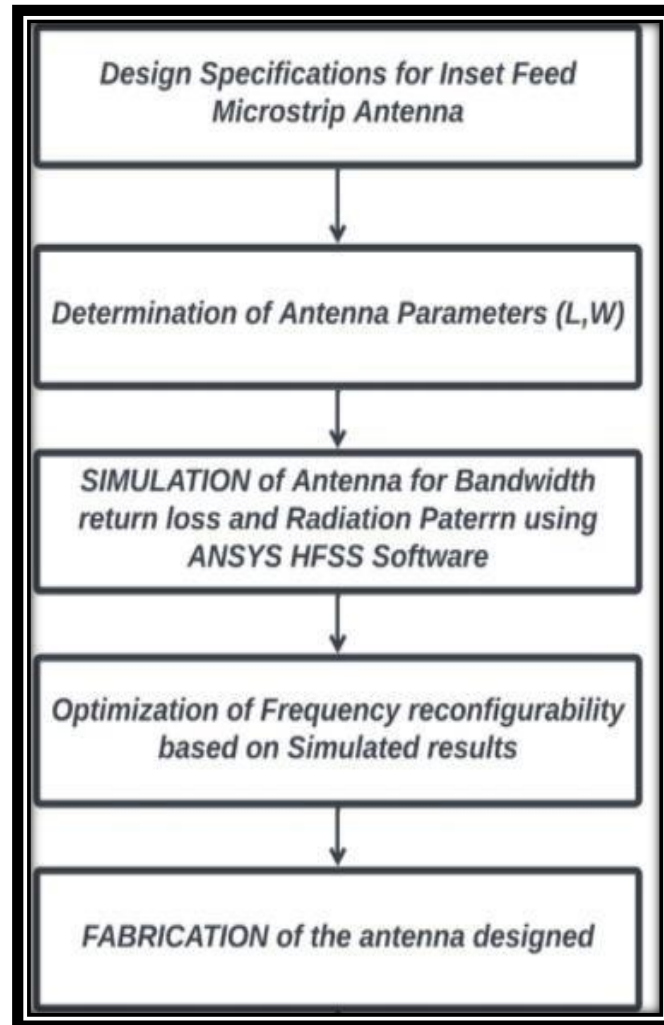 Design Specifications for Inset Feed
Microstrip Antenna
Determination of Antenna Parameters (L,W)
SIMULATION of Antenna for Bandwidth
return loss and Radiation Paterrn using
ANSYS HFSS Software
Optimization of Frequency reconfigurability
based on Simulated results
FABRICATION of the antenna designed